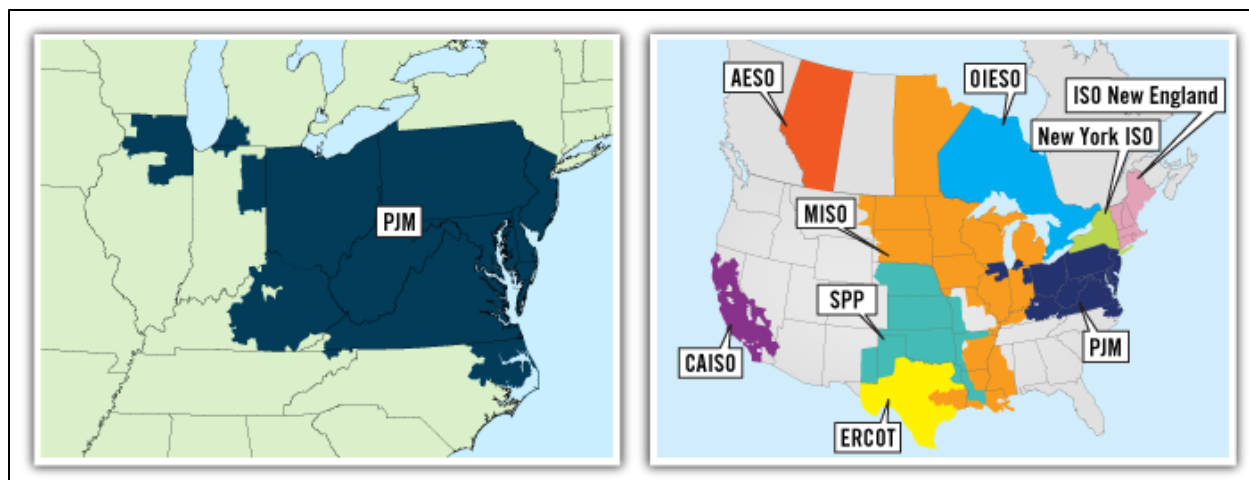 PJM
AESO
OIESO
ISO New England
New York ISO
MISO
SPP
CAISO
PJM
ERCOT